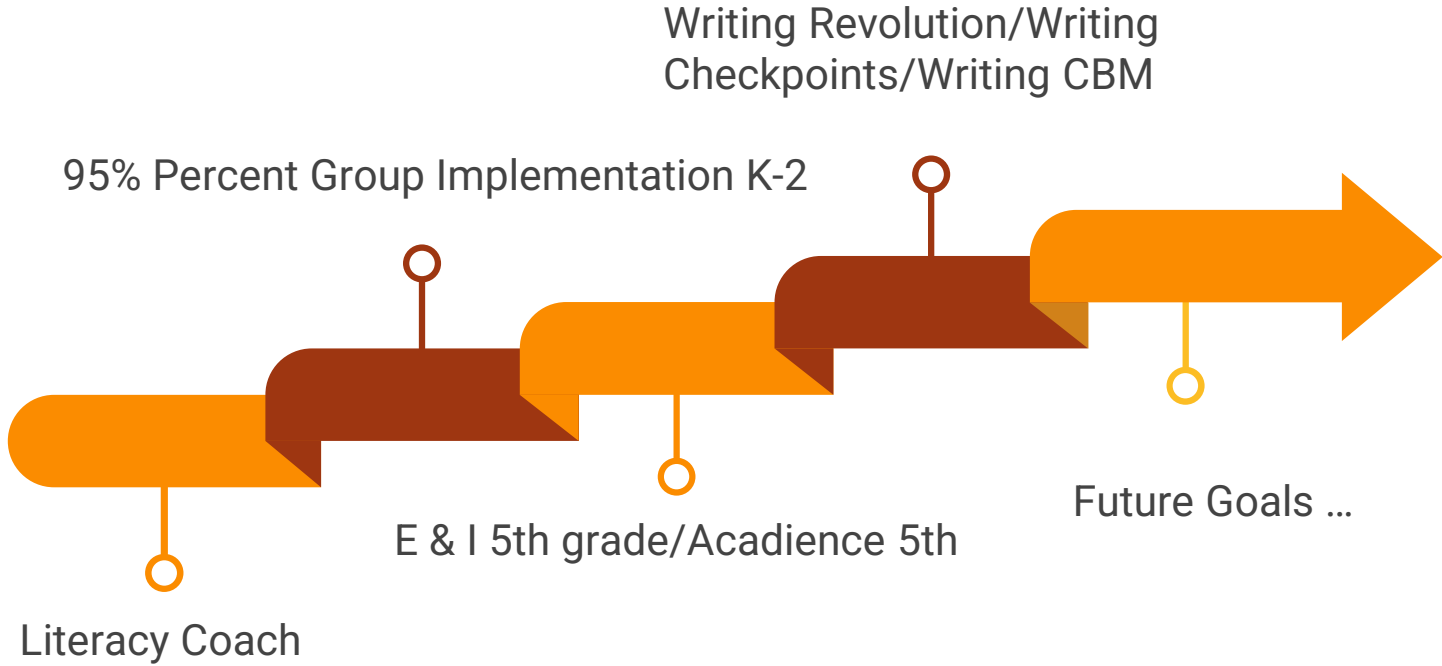 Writing Revolution/Writing
Checkpoints/Writing CBM
95% Percent Group Implementation K-2
Future Goals ...
E & I 5th grade/Acadience 5th
Literacy Coach